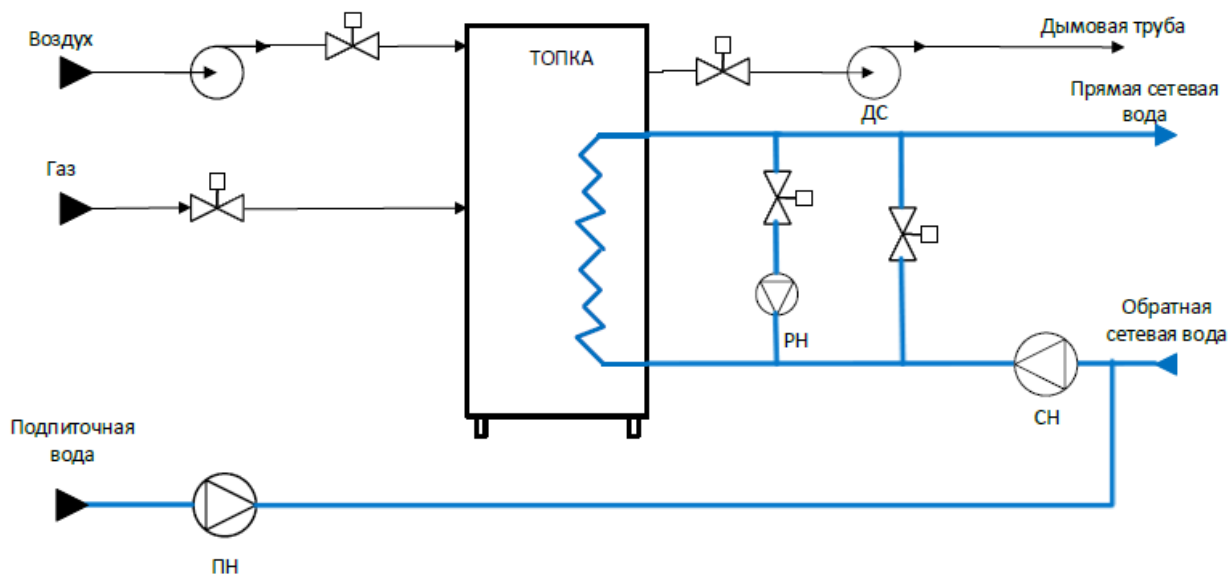 Воздух
ТОПКА
Дымовая труба
ДС
Прямая сетевая
вода
Газ
Обратная
сетевая вода
РН
СН
Подпиточная
вода
ПН